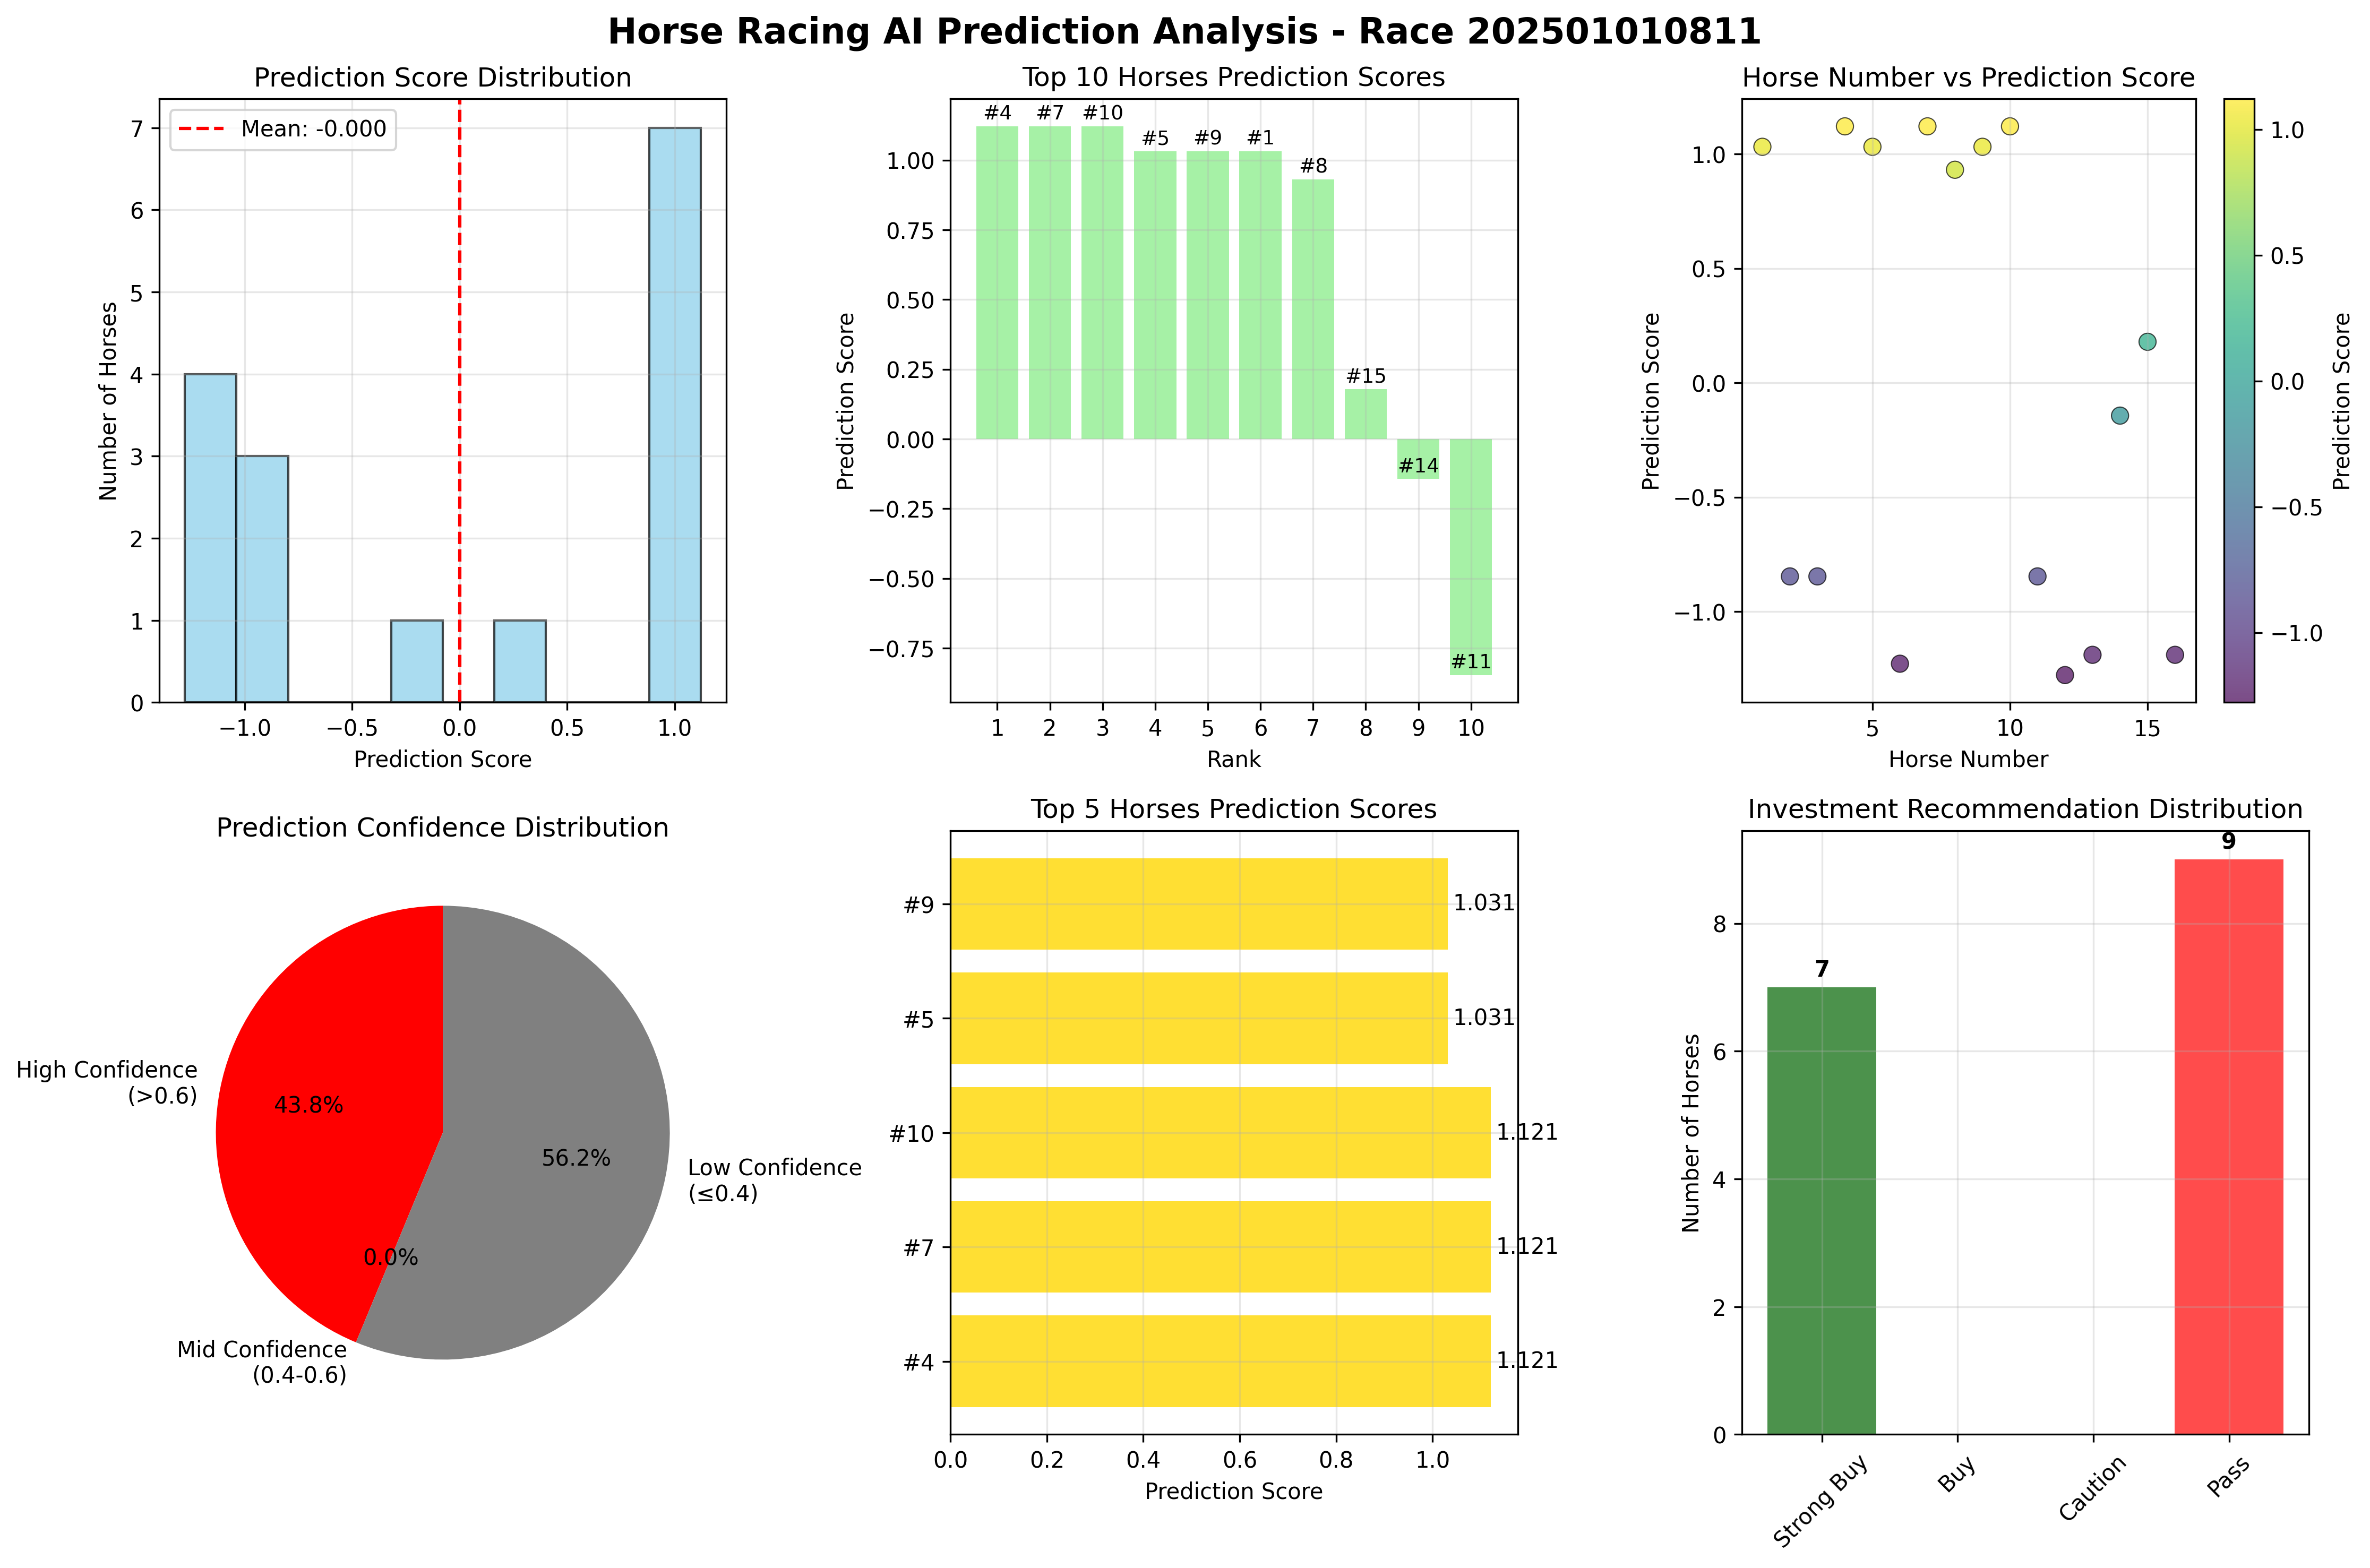 Horse Racing AI Prediction Analysis - Race 202501010811
Prediction Score Distribution
Mean: -0.000
Number of Horses
7
6
5
4
3
2
1
0
−1.0 −0.5 0.0 0.5 1.0
Prediction Score
Top 10 Horses Prediction Scores
Prediction Score
1.00
0.75
0.50
0.25
0.00
−0.25
−0.50
−0.75
#4 #7 #10 #5 #9 #1 #8 #15 #14 #11
1 2 3 4 5 6 7 8 9 10
Rank
Horse Number vs Prediction Score
Prediction Score
1.0
0.5
0.0
−0.5
−1.0
5 10 15
Horse Number
1.0
0.5
0.0
−0.5
−1.0
Prediction Score
Prediction Confidence Distribution
High Confidence
(>0.6)
43.8%
56.2%
Low Confidence
(≤0.4)
0.0%
Mid Confidence
(0.4-0.6)
Top 5 Horses Prediction Scores
#9 1.031
#5 1.031
#10 1.121
#7 1.121
#4 1.121
0.0 0.2 0.4 0.6 0.8 1.0
Prediction Score
Investment Recommendation Distribution
Number of Horses
8
6
4
2
0
7
9
Strong Buy
Buy
Caution
Pass